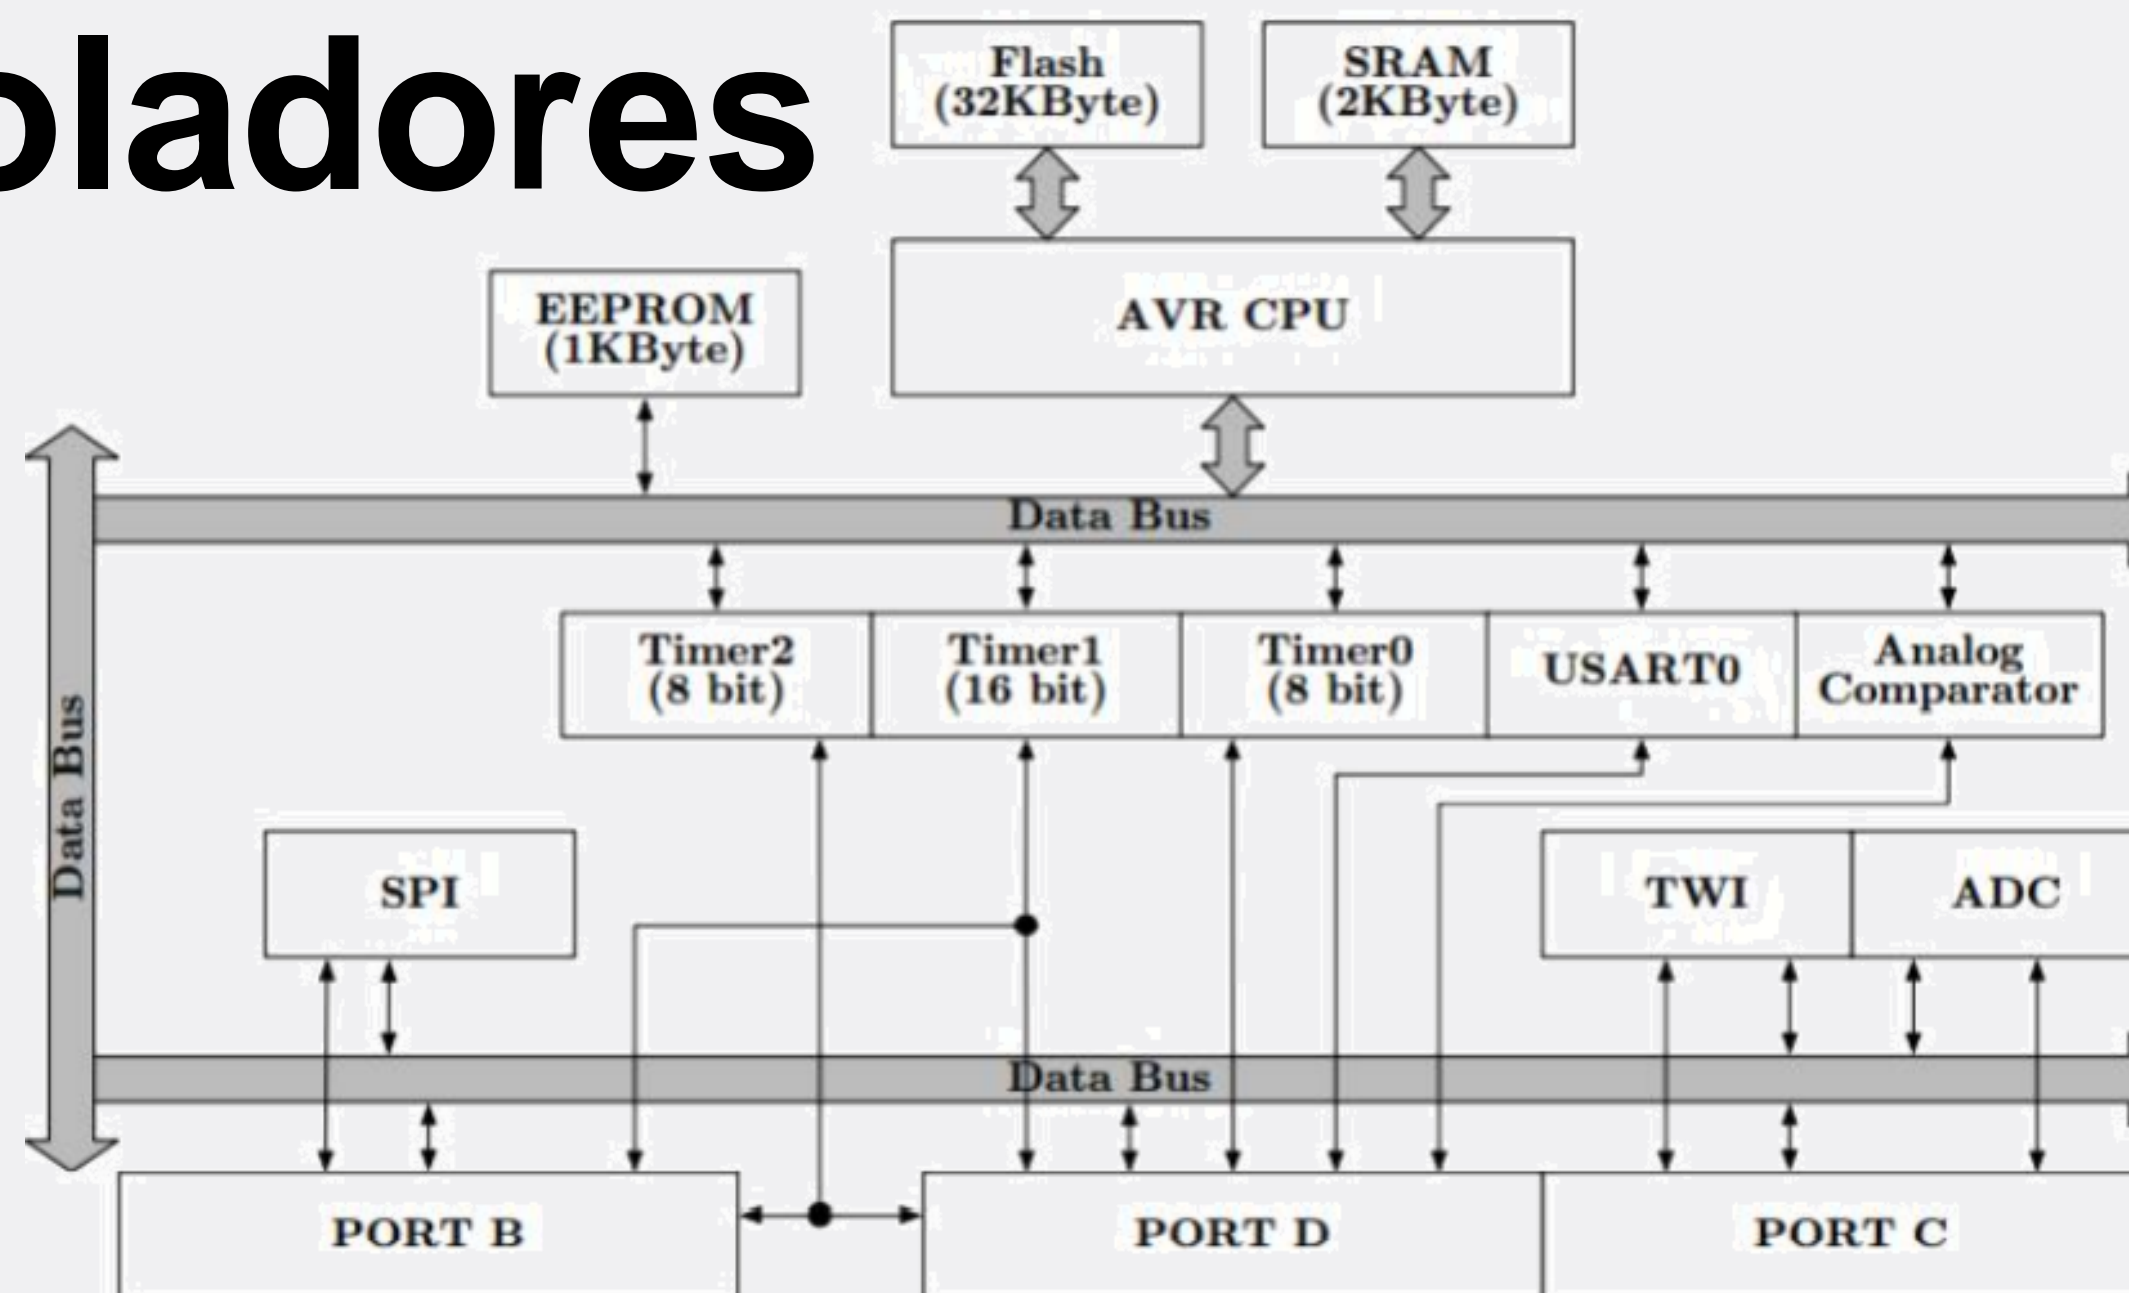 oladores
Flash
(32KByte)
SRAM
(2KByte)
EEPROM
(1KByte)
AVR CPU
Data Bus
Timer2
(8 bit)
Timer1
(16 bit)
Timer0
(8 bit)
USART0
Analog
Comparator
Data Bus
SPI
TWI
ADC
Data Bus
PORT B
PORT D
PORT C